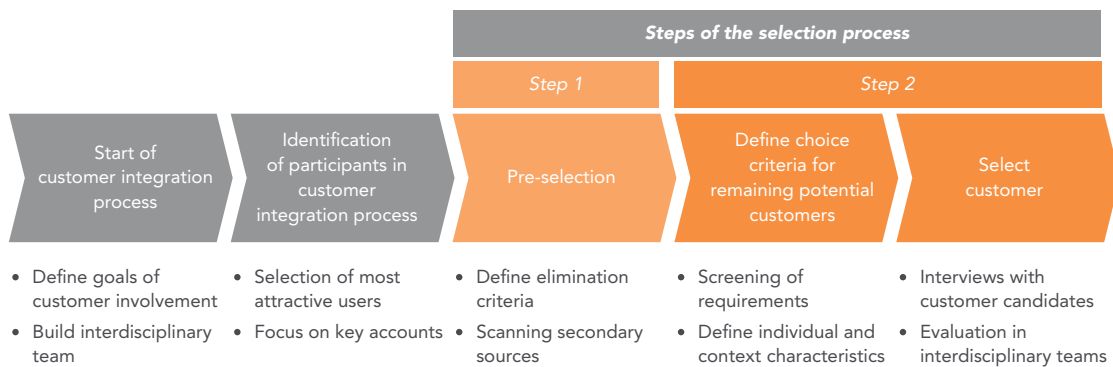 Steps of the selection process
Step 1
Step 2
Start of
customer integration
process
Identification
of participants in
customer
integration process
Pre-selection
Define choice
criteria for
remaining potential
customers
Select
customer
• Define goals of
customer involvement
• Build interdisciplinary
team
• Selection of most
attractive users
• Focus on key accounts
• Define elimination
criteria
• Scanning secondary
sources
• Screening of
requirements
• Define individual and
context characteristics
• Interviews with
customer candidates
• Evaluation in
interdisciplinary teams